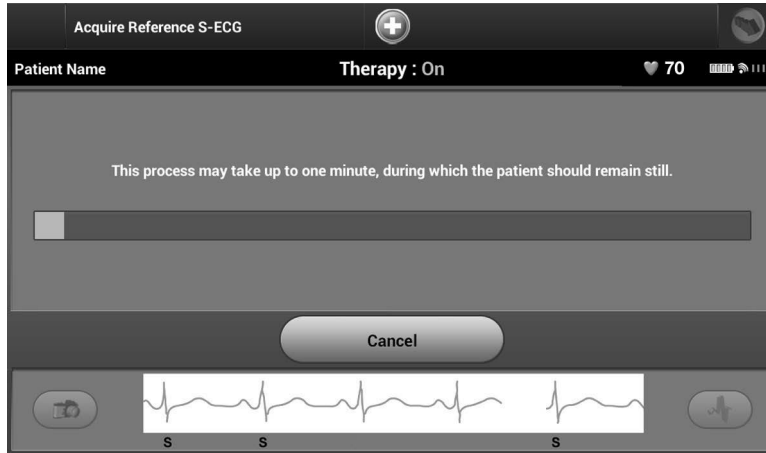 Acquire Reference S-ECG
Patient Name Therapy : On 70
This process may take up to one minute, during which the patient should remain still.
Cancel
S S S